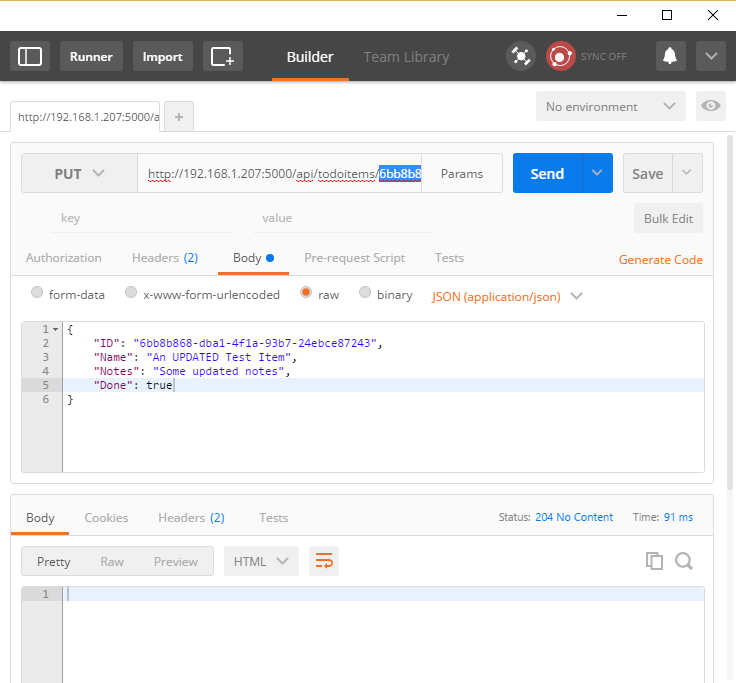 Runner Import Builder Team Library SYNC OFF
http://192.168.1.207:5000/a + No environment
PUT http://192.168.1.207:5000/api/todoitems/6bb8b8 Params Send Save
key value Bulk Edit
Authorization Headers (2) Body Pre-request Script Tests Generate Code
form-data x-www-form-urlencoded raw binary JSON (application/json)
1 {
2 "ID": "6bb8b868-dba1-4f1a-93b7-24ebce87243",
3 "Name": "An UPDATED Test Item",
4 "Notes": "Some updated notes",
5 "Done": true
6 }
Body Cookies Headers (2) Tests Status: 204 No Content Time: 91 ms
Pretty Raw Preview HTML
1